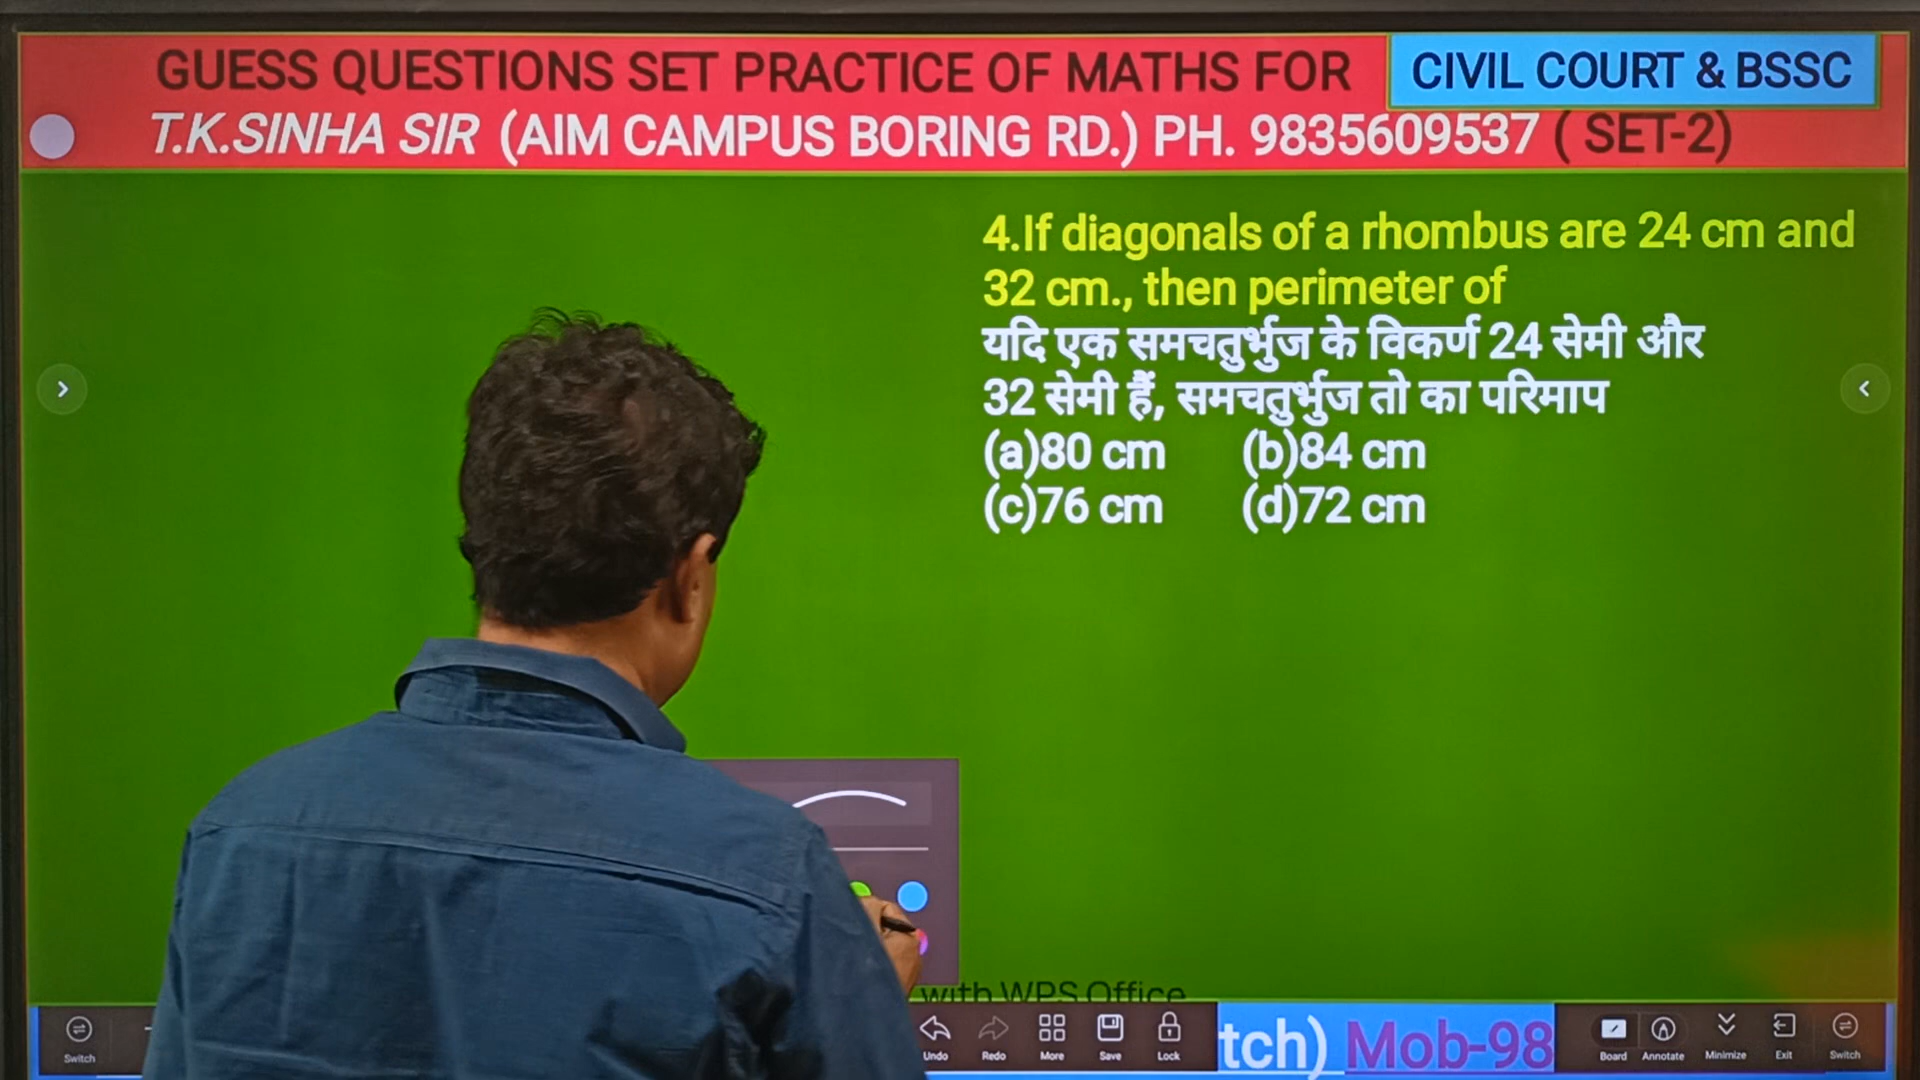 GUESS QUESTIONS SET PRACTICE OF MATHS FOR CIVIL COURT & BSSC
T.K.SINHA SIR (AIM CAMPUS BORING RD.) PH. 9835609537 ( SET-2)
4.If diagonals of a rhombus are 24 cm and
32 cm., then perimeter of
यदि एक समचतुर्भुज के विकर्ण 24 सेमी और
32 सेमी हैं, समचतुर्भुज तो का परिमाप
(a)80 cm (b)84 cm
(c)76 cm (d)72 cm
with WPS Office
tch) Mob-98
Switch Undo Redo More Save Lock Board Annotate Minimize Exit Switch